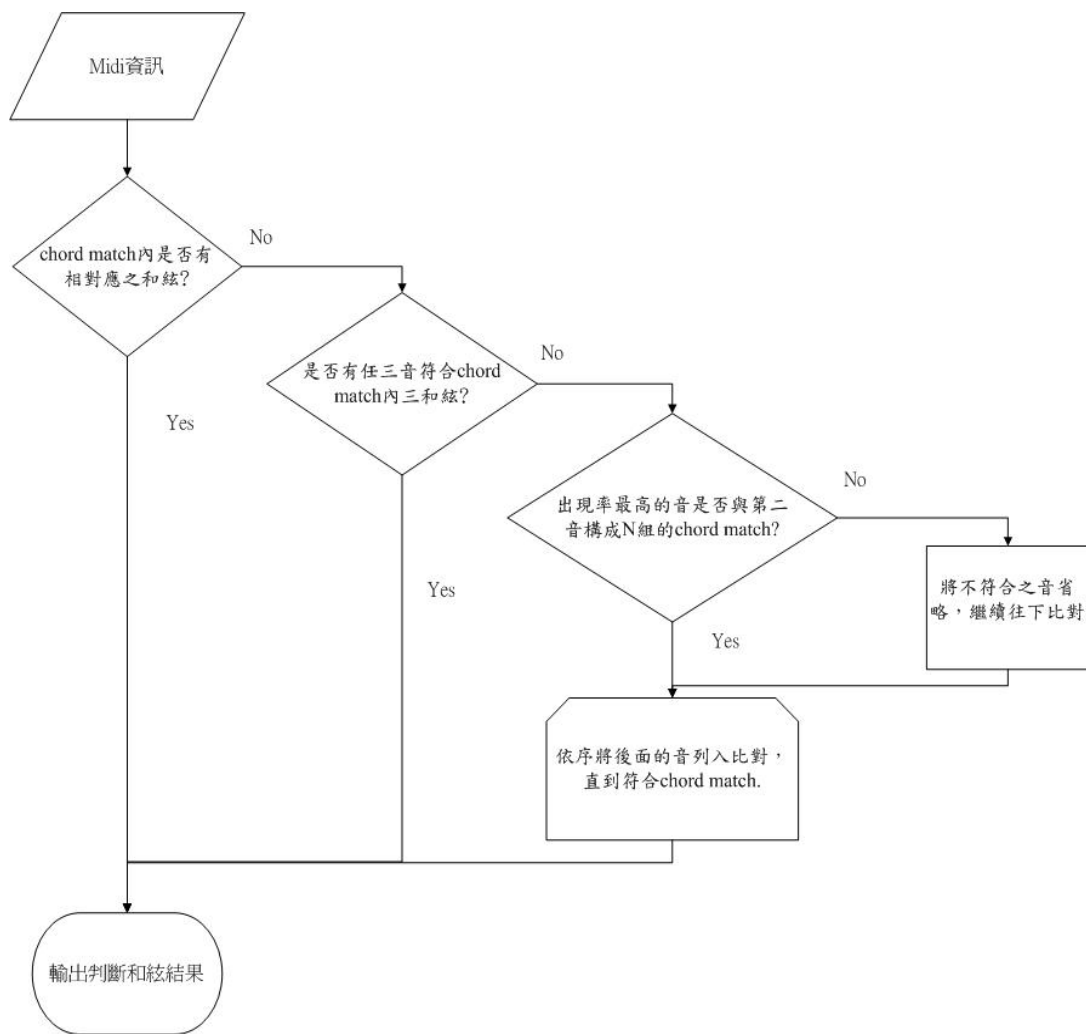 Midi資訊
chord match內是否有
相對應之和絃?
No
Yes
是否有任三音符合chord
match內三和絃?
No
Yes
出現率最高的音是否與第二
音構成N組的chord match?
No
Yes
將不符合之音省
略，繼續往下比對
依序將後面的音列入比對，
直到符合chord match.
輸出判斷和絃結果